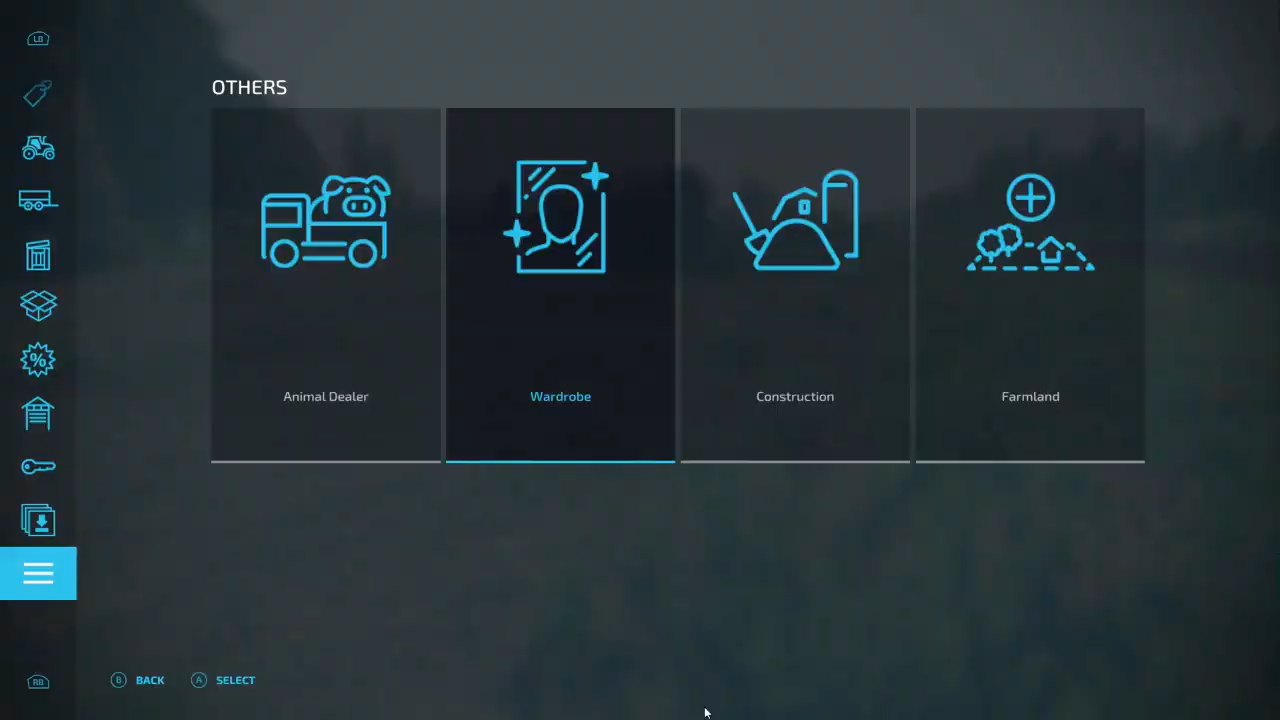 LB
OTHERS
%
Animal Dealer
Wardrobe
Construction
Farmland
B BACK
A SELECT
RB